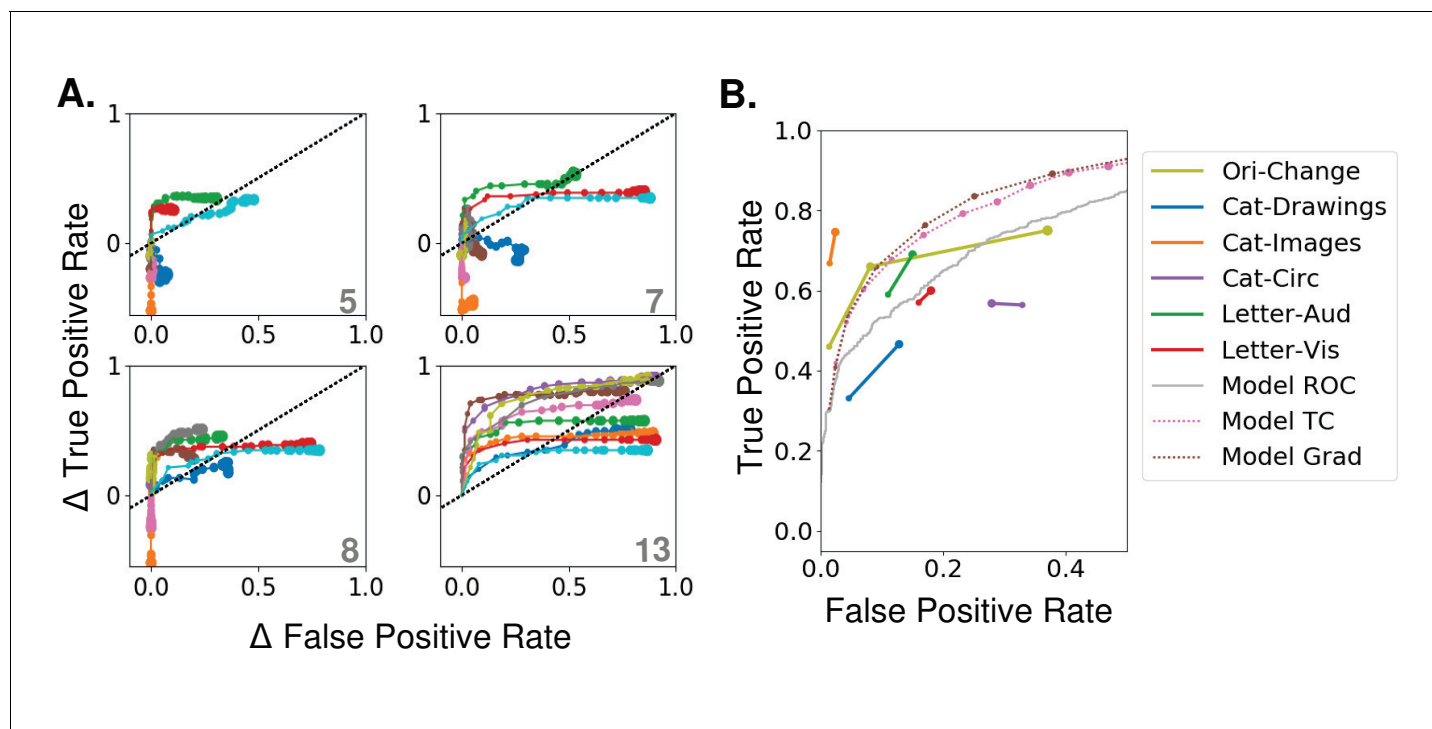 A.
B.
1
0
0.0 0.5 1.0
5
1
0
0.0 0.5 1.0
7
1
0
0.0 0.5 1.0
8
1
0
0.0 0.5 1.0
13
Δ True Positive Rate
Δ False Positive Rate
1.0
0.8
0.6
0.4
0.2
0.0
0.0 0.2 0.4
True Positive Rate
False Positive Rate
Ori-Change
Cat-Drawings
Cat-Images
Cat-Circ
Letter-Aud
Letter-Vis
Model ROC
Model TC
Model Grad